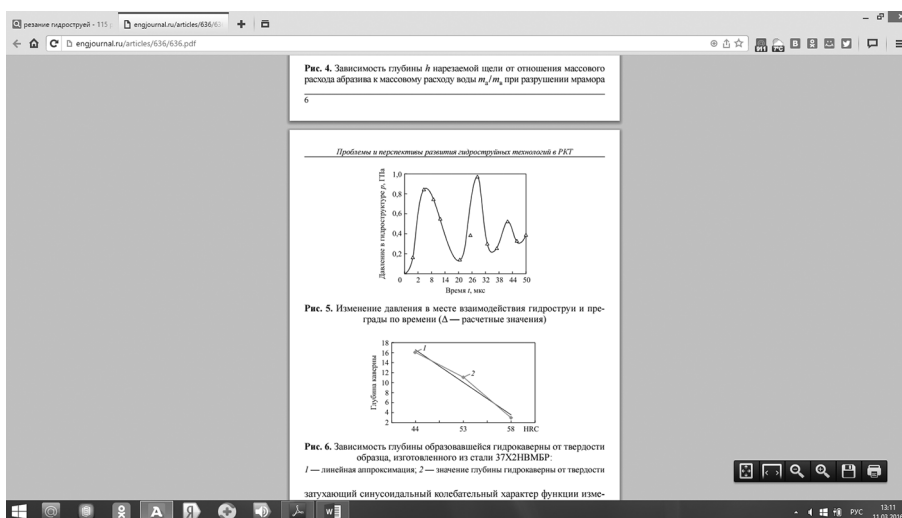 резание гидроструей - 115
engjournal.ru/articles/636/63
engjournal.ru/articles/636/636.pdf
Рис. 4. Зависимость глубины h нарезаемой щели от отношения массового
расхода абразива к массовому расходу воды mа/mв при разрушении мрамора
6
Проблемы и перспективы развития гидроструйных технологий в РКТ
Давление в гидроструктуре p, ГПа
1,0
0,8
0,6
0,4
0,2
0 2 8 14 20 26 32 38 44 50
Время t, мкс
Рис. 5. Изменение давления в месте взаимодействия гидроструи и пре-
грады по времени (Δ — расчетные значения)
Глубина каверны
18
16
14
12
10
8
6
4
2
1
2
44 53 58 HRC
Рис. 6. Зависимость глубины образовавшейся гидрокаверны от твердости
образца, изготовленного из стали 37Х2НВМБР:
1 — линейная аппроксимация; 2 — значение глубины гидрокаверны от твердости
затухающий синусоидальный колебательный характер функции изме-
РУС
13:11
11.03.201